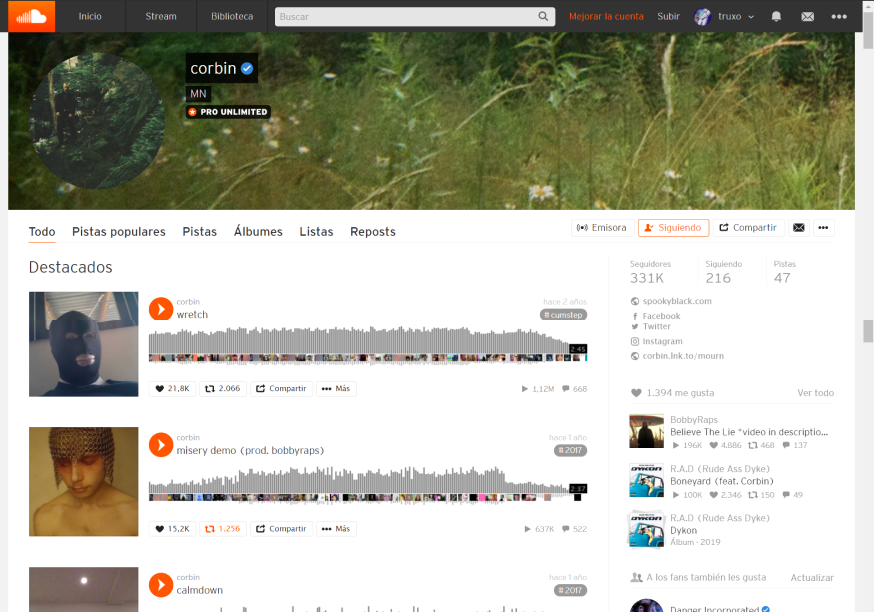 Inicio
Stream
Biblioteca
Buscar
Mejorar la cuenta
Subir
truxo
corbin
MN
PRO UNLIMITED
Todo
Pistas populares
Pistas
Álbumes
Listas
Reposts
Emisora
Siguiendo
Compartir
Destacados
corbin
hace 2 años
wretch
# cumstep
2:45
21,8K
2.066
Compartir
Más
1,12M
668
corbin
hace 1 año
misery demo (prod. bobbyraps)
# 2017
2:37
15,2K
1.256
Compartir
Más
637K
522
corbin
hace 1 año
calmdown
# 2017
Seguidores
331K
Siguiendo
216
Pistas
47
spookyblack.com
Facebook
Twitter
Instagram
corbin.lnk.to/mourn
1.394 me gusta
Ver todo
BobbyRaps
Believe The Lie *video in descriptio...
196K
4.886
468
137
R.A.D (Rude Ass Dyke)
Boneyard (feat. Corbin)
100K
2.346
150
49
R.A.D (Rude Ass Dyke)
Dykon
Álbum · 2019
A los fans también les gusta
Actualizar
Danger Incorporated